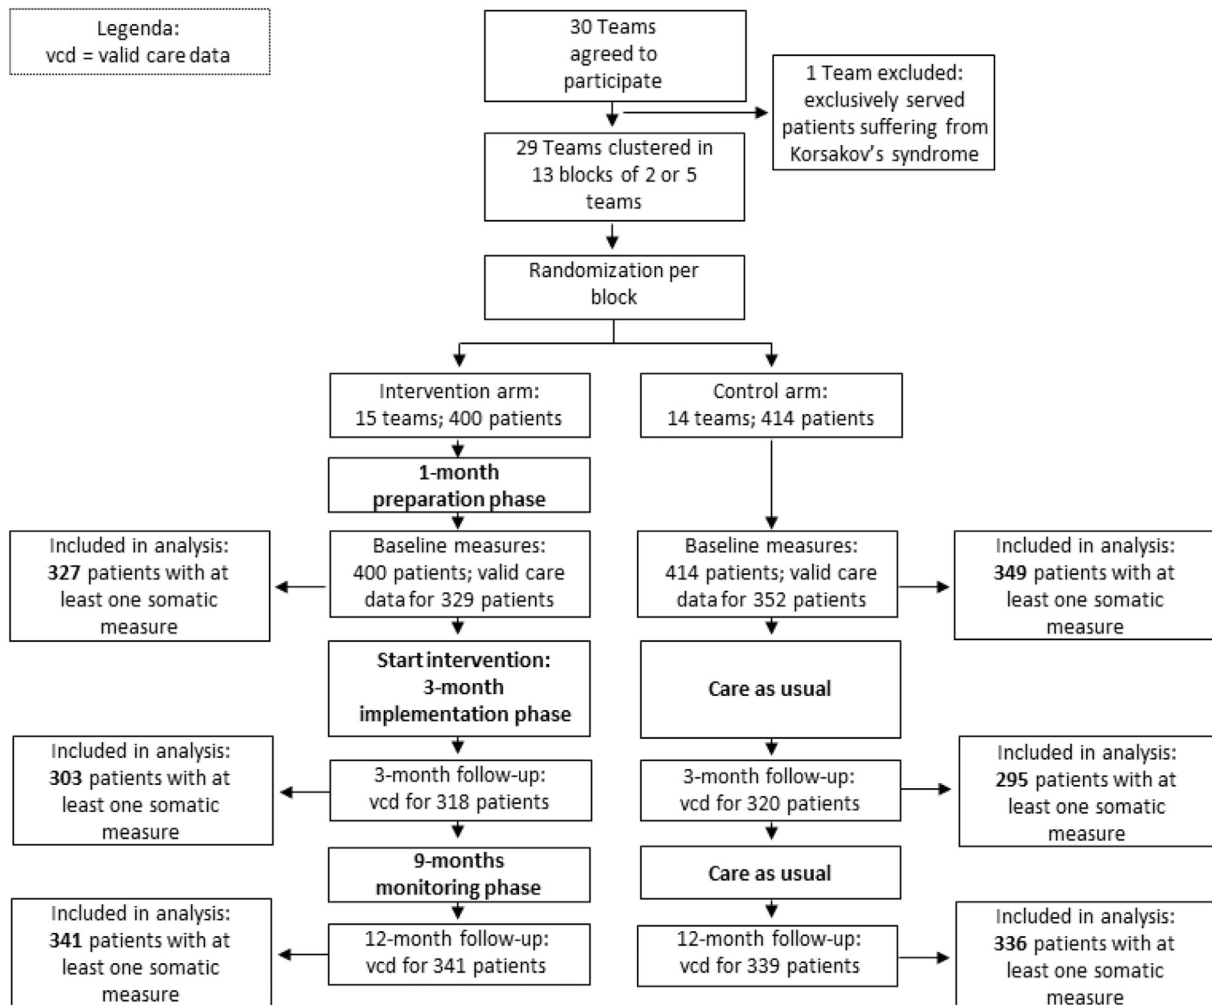 Legenda:
vcd = valid care data
30 Teams
agreed to
participate
1 Team excluded:
exclusively served
patients suffering from
Korsakov's syndrome
29 Teams clustered in
13 blocks of 2 or 5
teams
Randomization per
block
Intervention arm:
15 teams; 400 patients
Control arm:
14 teams; 414 patients
1-month
preparation phase
Included in analysis:
327 patients with at
least one somatic
measure
Baseline measures:
400 patients; valid care
data for 329 patients
Baseline measures:
414 patients; valid care
data for 352 patients
Included in analysis:
349 patients with at
least one somatic
measure
Start intervention:
3-month
implementation phase
Care as usual
Included in analysis:
303 patients with at
least one somatic
measure
3-month follow-up:
vcd for 318 patients
3-month follow-up:
vcd for 320 patients
Included in analysis:
295 patients with at
least one somatic
measure
9-months
monitoring phase
Care as usual
Included in analysis:
341 patients with at
least one somatic
measure
12-month follow-up:
vcd for 341 patients
12-month follow-up:
vcd for 339 patients
Included in analysis:
336 patients with at
least one somatic
measure